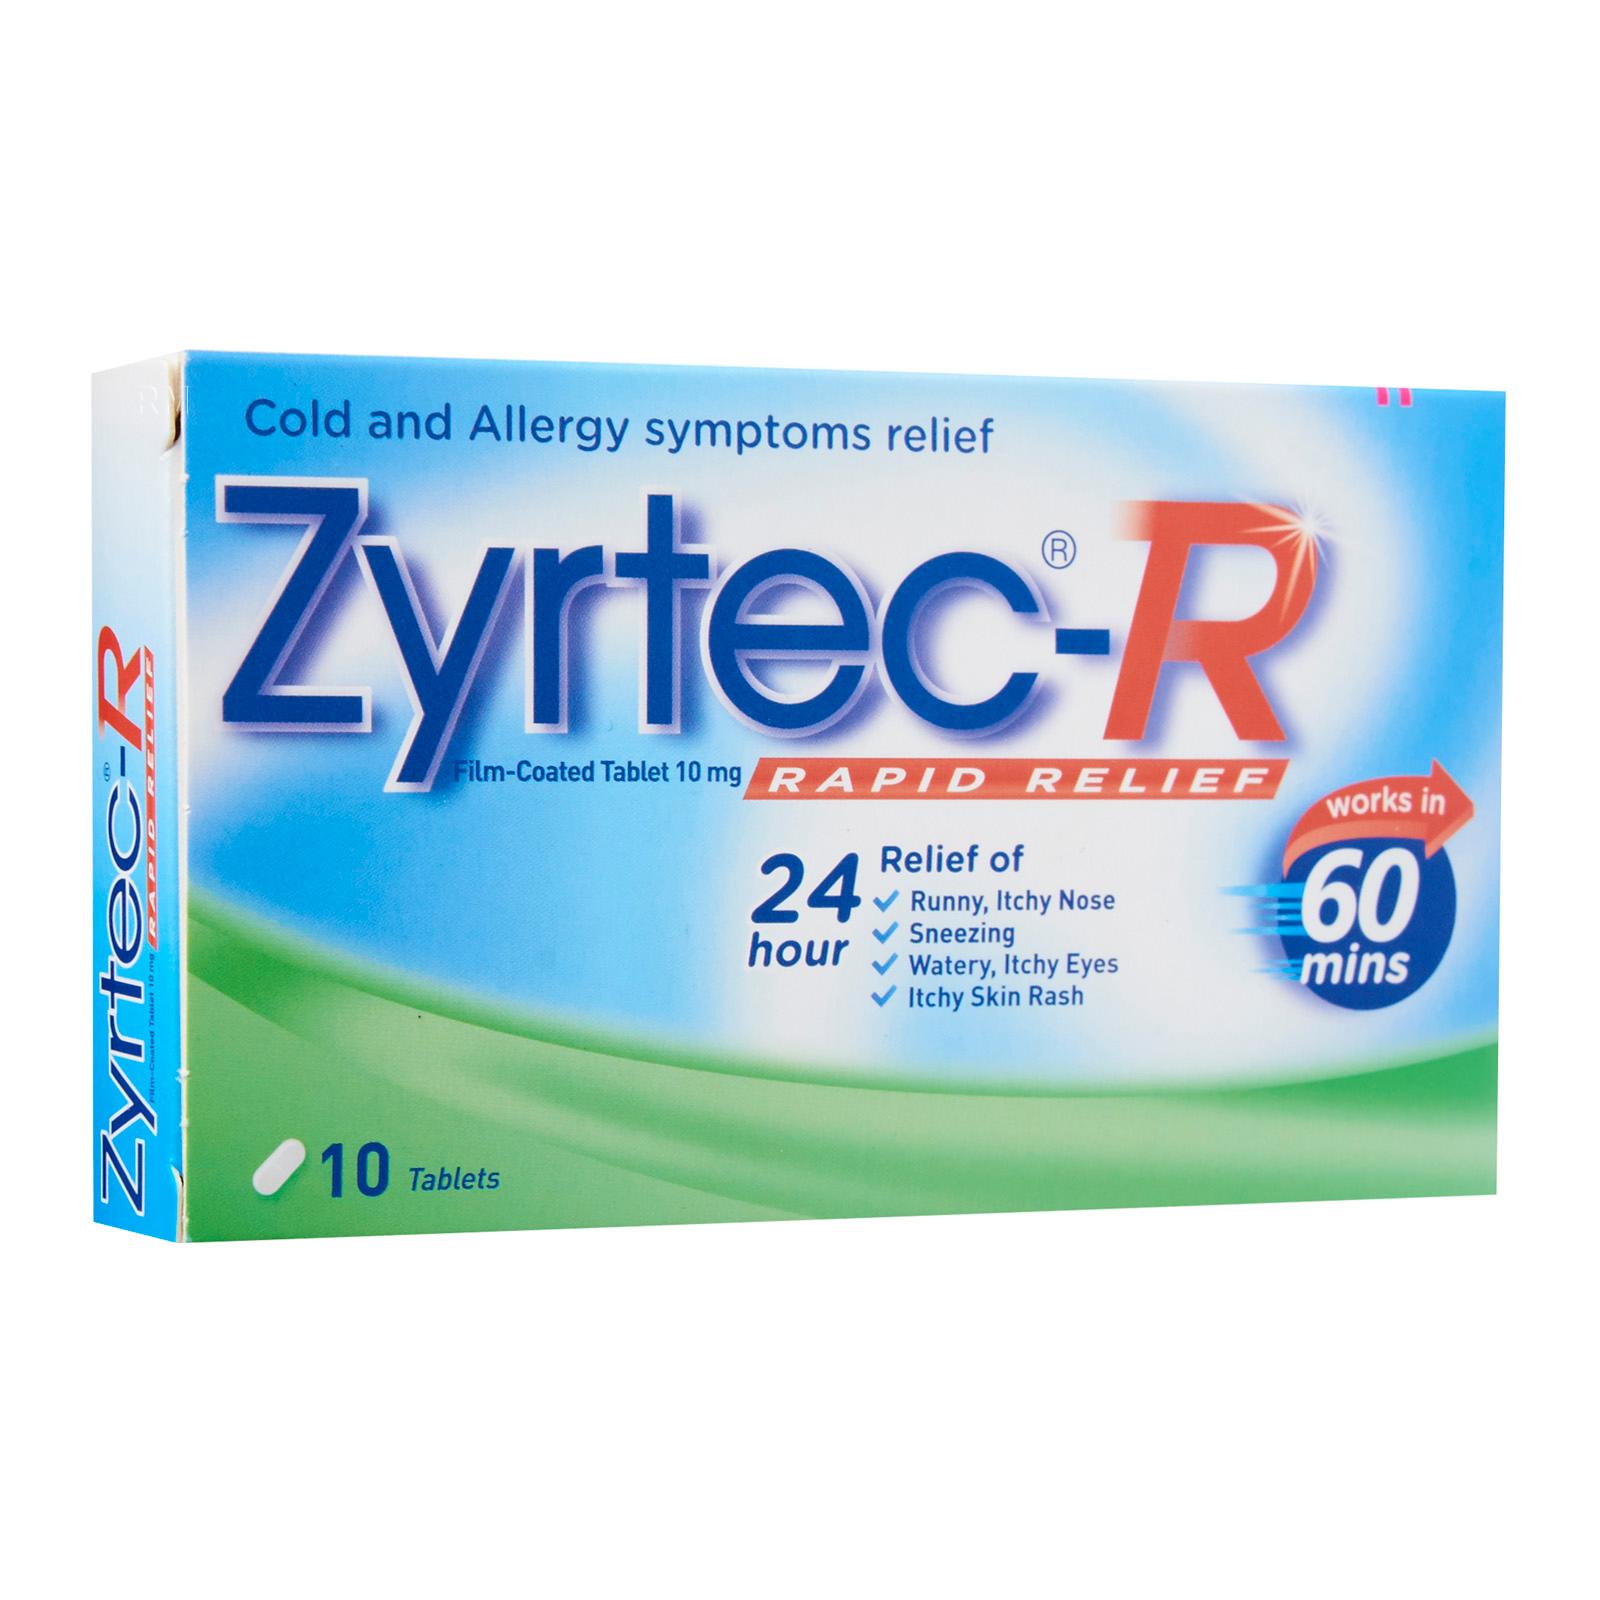 Cold and Allergy symptoms relief
Zyrtec®-R
Film-Coated Tablet 10 mg
RAPID RELIEF
works in
60
mins
24
hour
Relief of
Runny, Itchy Nose
Sneezing
Watery, Itchy Eyes
Itchy Skin Rash
10 Tablets
Zyrtec®-R
RAPID RELIEF
Film-Coated Tablet 10 mg